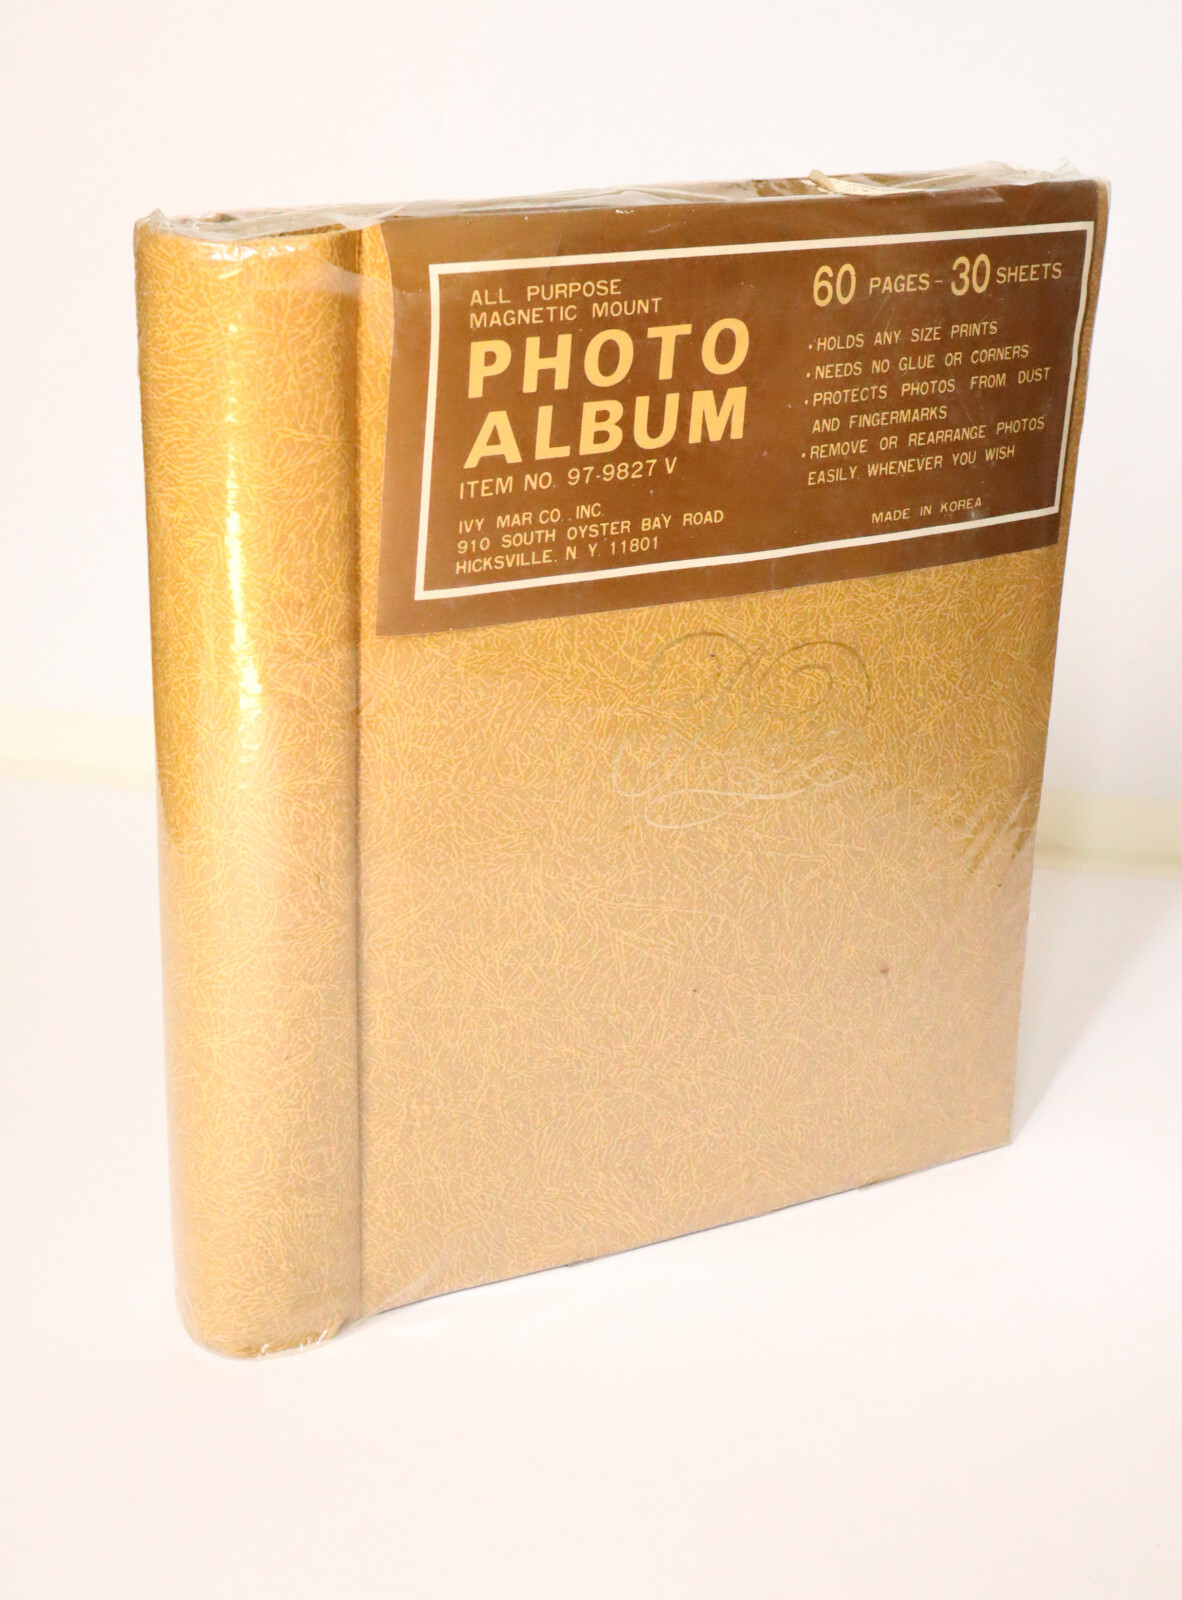 ALL PURPOSE
MAGNETIC MOUNT
PHOTO
ALBUM
ITEM NO. 97-9827 V
IVY MAR CO., INC.
910 SOUTH OYSTER BAY ROAD
HICKSVILLE, N. Y. 11801
60 PAGES - 30 SHEETS
• HOLDS ANY SIZE PRINTS
• NEEDS NO GLUE OR CORNERS
• PROTECTS PHOTOS FROM DUST
AND FINGERMARKS
• REMOVE OR REARRANGE PHOTOS
EASILY WHENEVER YOU WISH
MADE IN KOREA